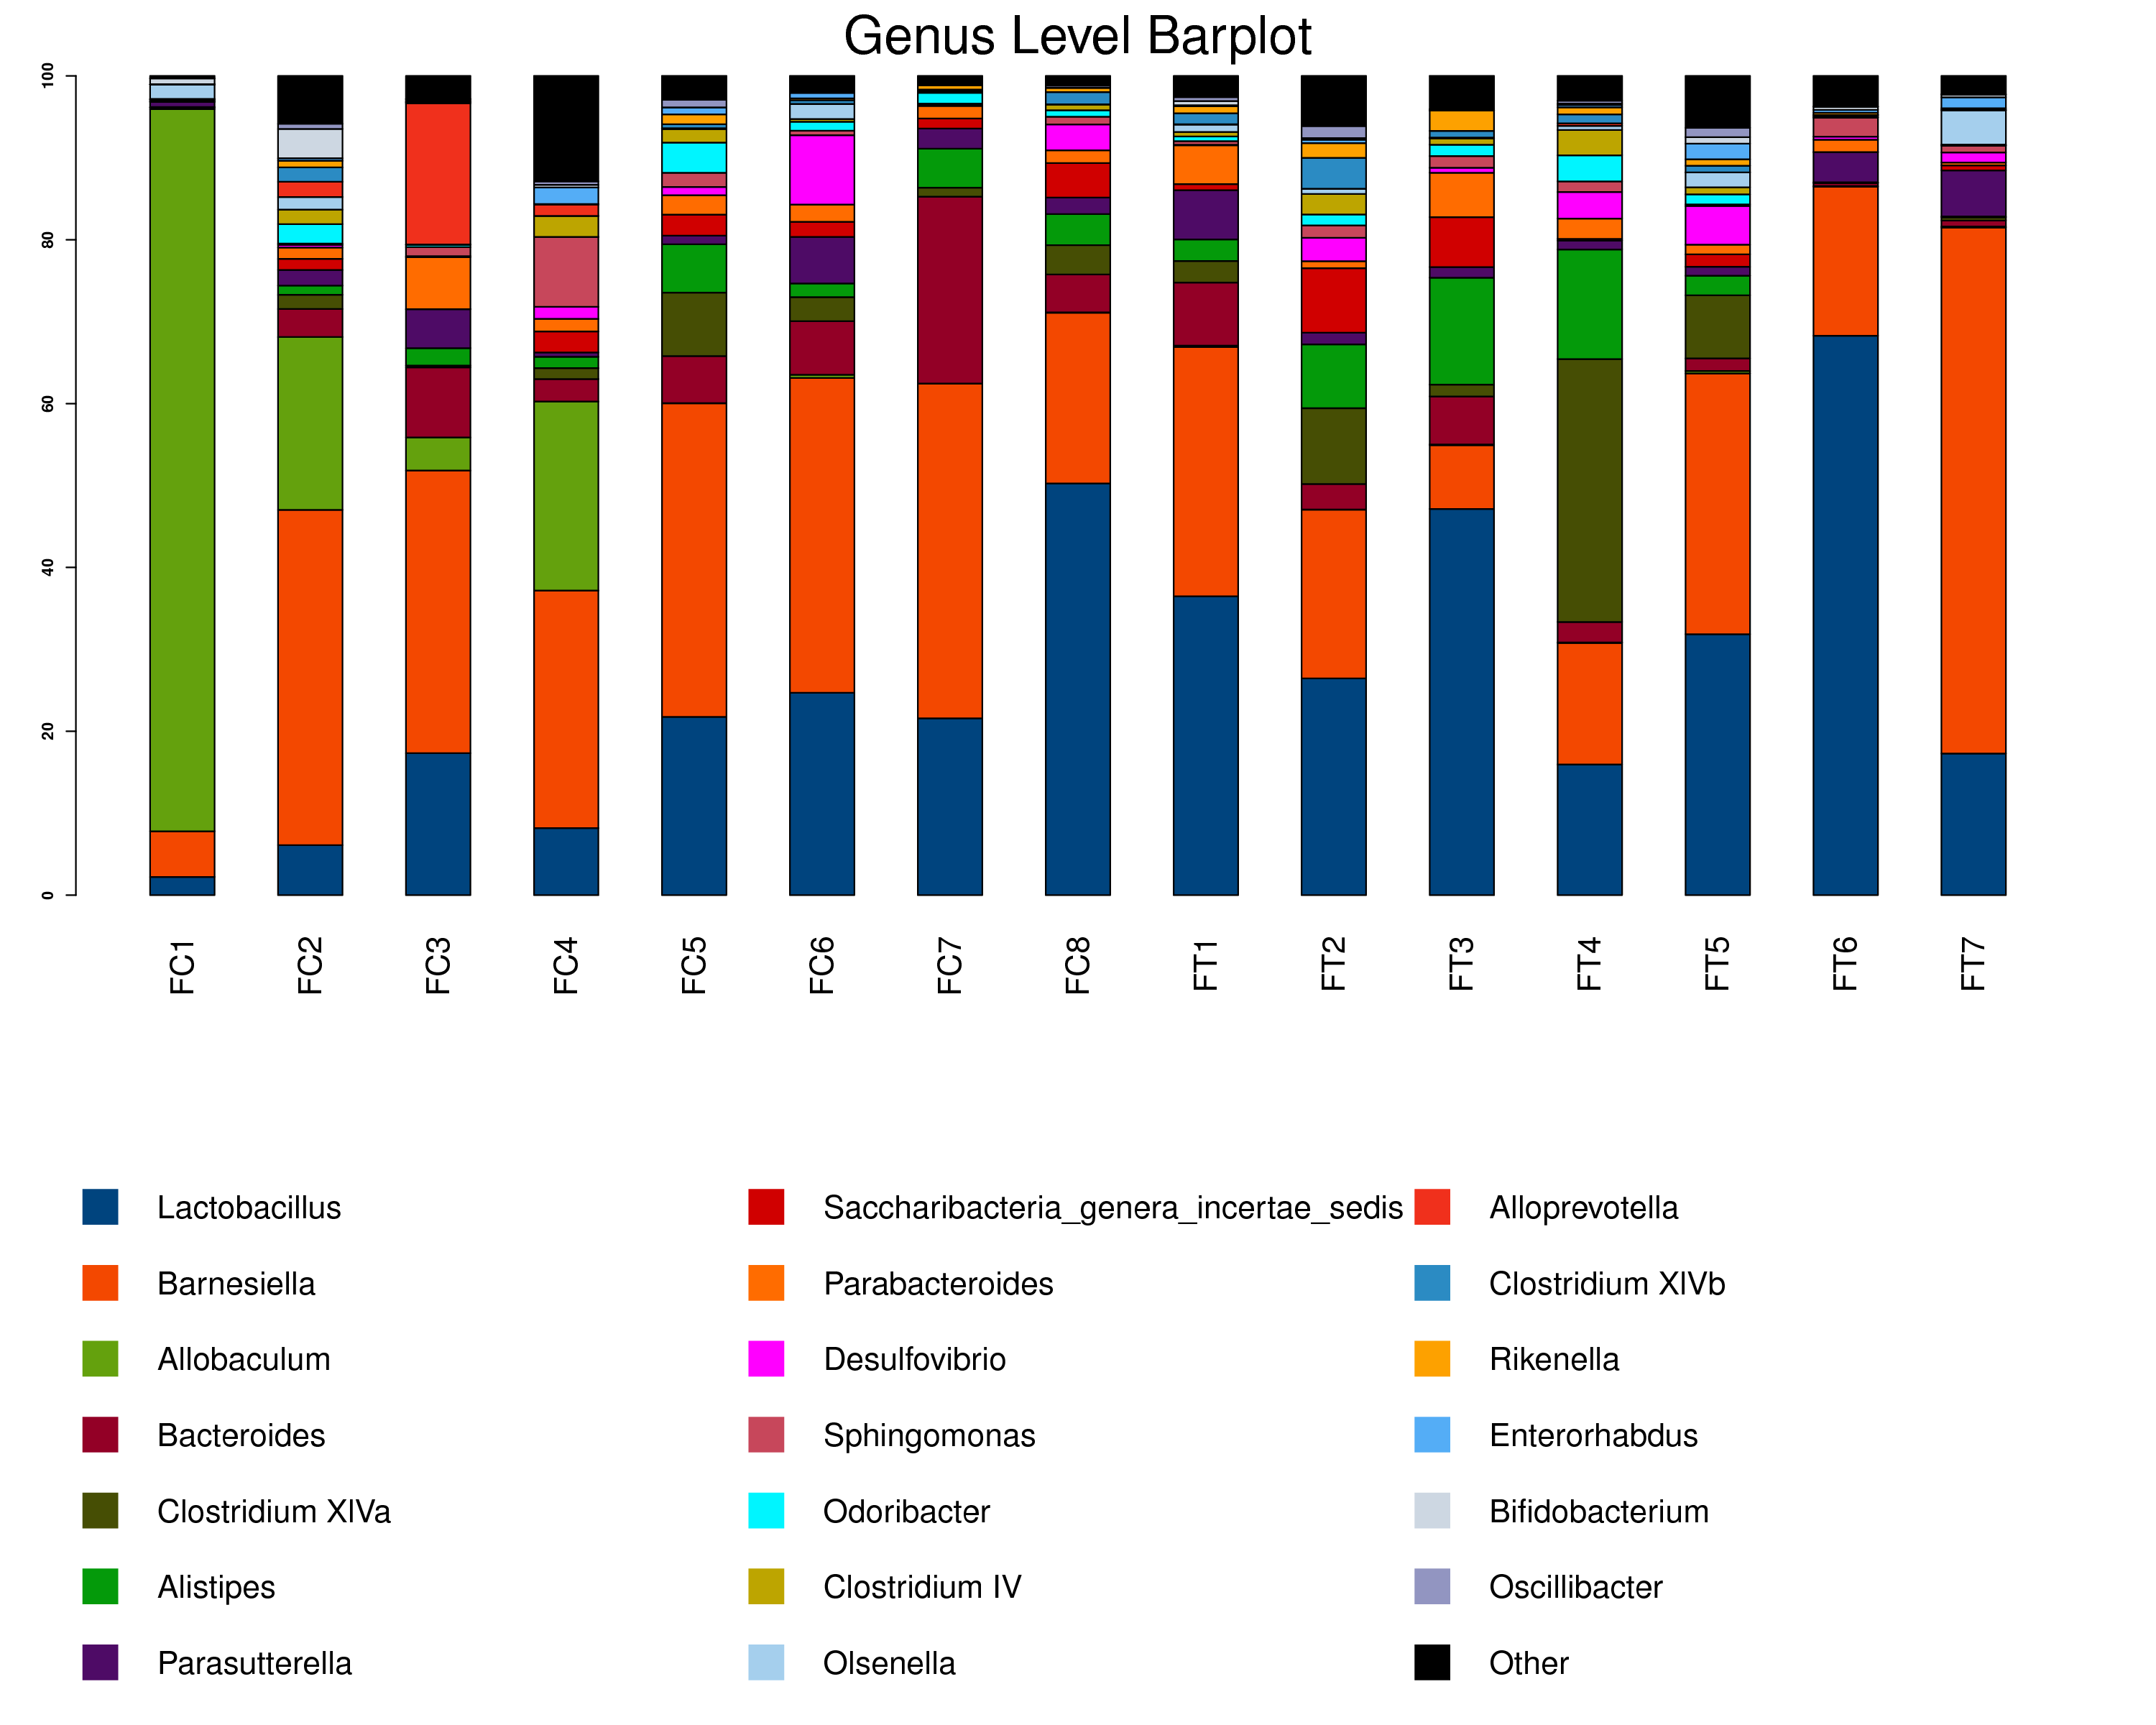 Genus Level Barplot
100
80
60
40
20
0
FC1 FC2 FC3 FC4 FC5 FC6 FC7 FC8 FT1 FT2 FT3 FT4 FT5 FT6 FT7
Lactobacillus Saccharibacteria_genera_incertae_sedis Alloprevotella
Barnesiella Parabacteroides Clostridium XIVb
Allobaculum Desulfovibrio Rikenella
Bacteroides Sphingomonas Enterorhabdus
Clostridium XIVa Odoribacter Bifidobacterium
Alistipes Clostridium IV Oscillibacter
Parasutterella Olsenella Other